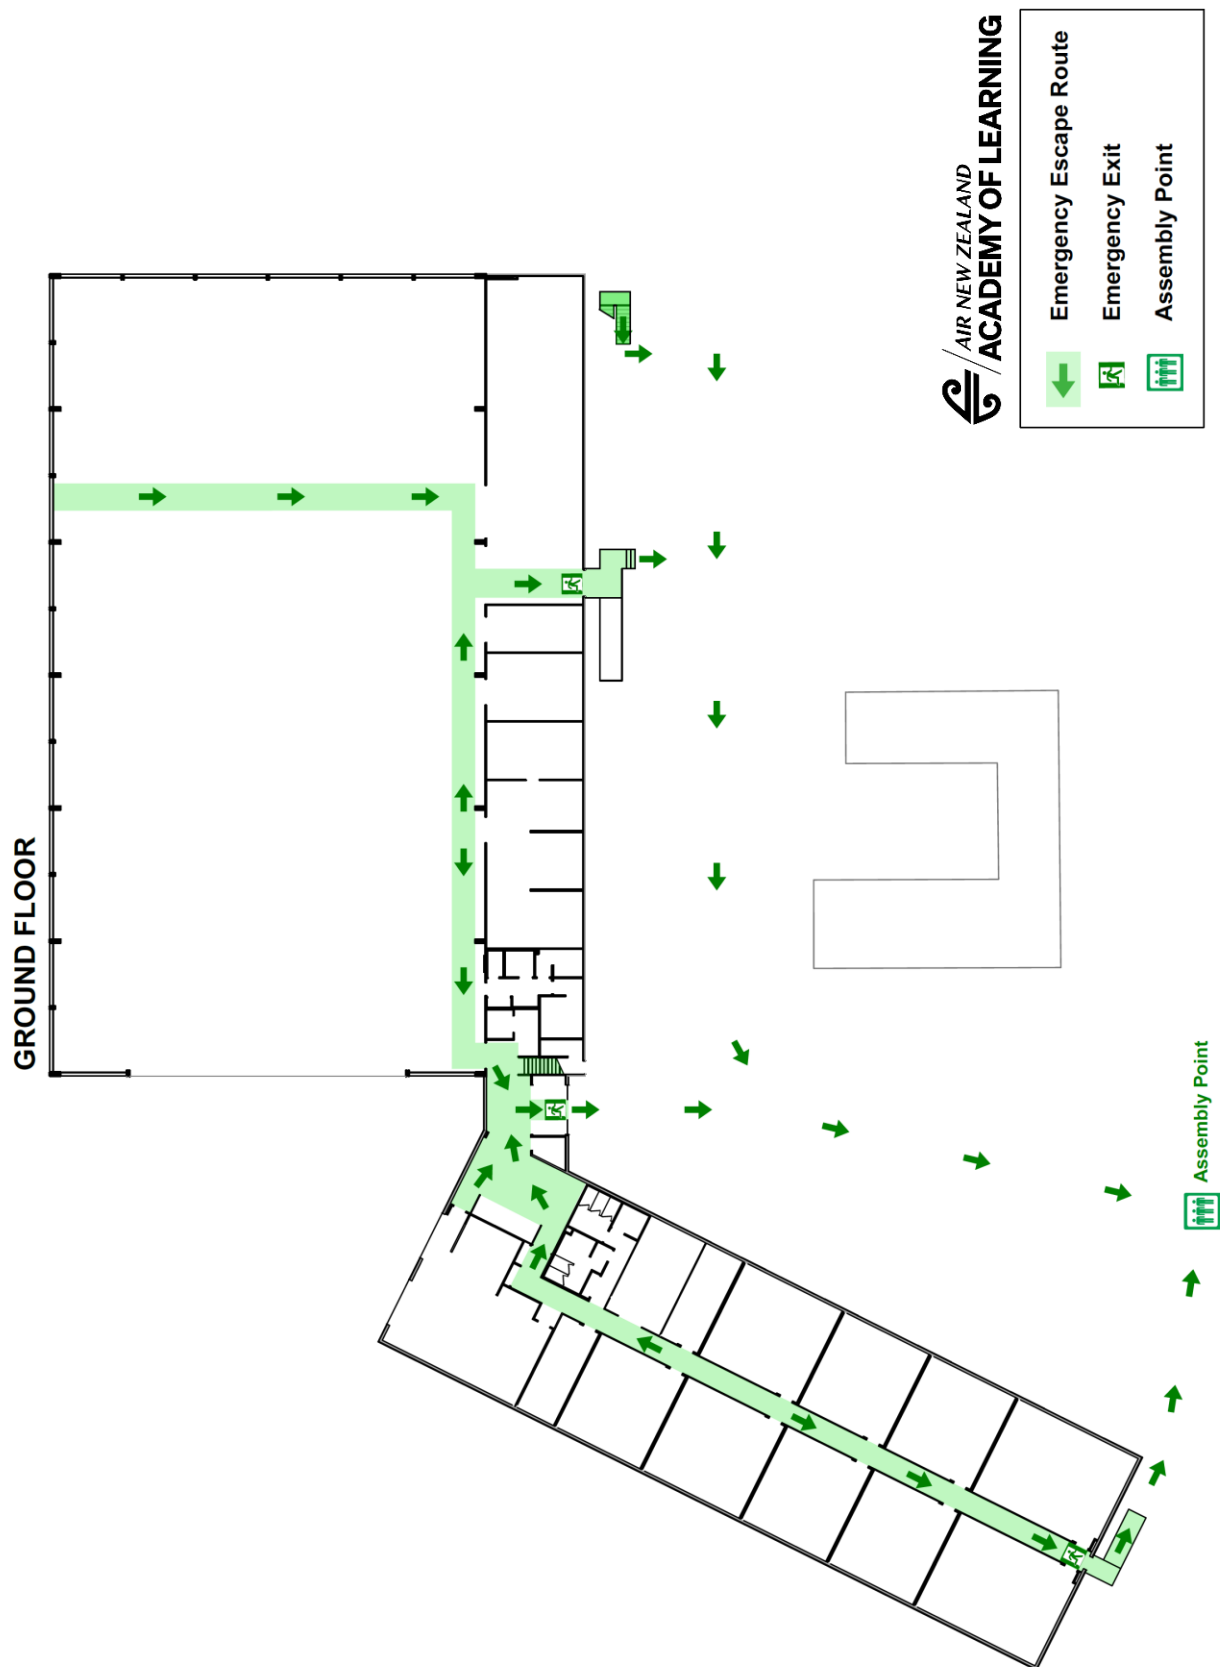 GROUND FLOOR
AIR NEW ZEALAND
ACADEMY OF LEARNING
Emergency Escape Route
Emergency Exit
Assembly Point
Assembly Point